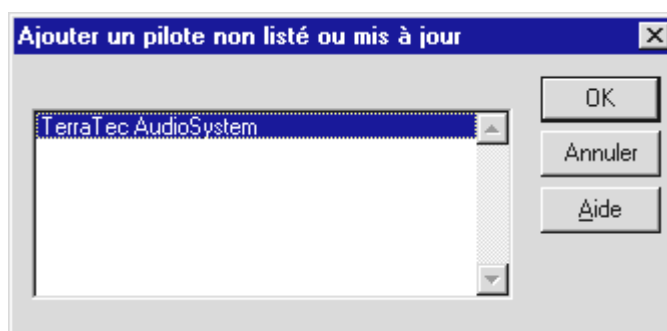 Ajouter un pilote non listé ou mis à jour
TerraTec AudioSystem
OK
Annuler
Aide